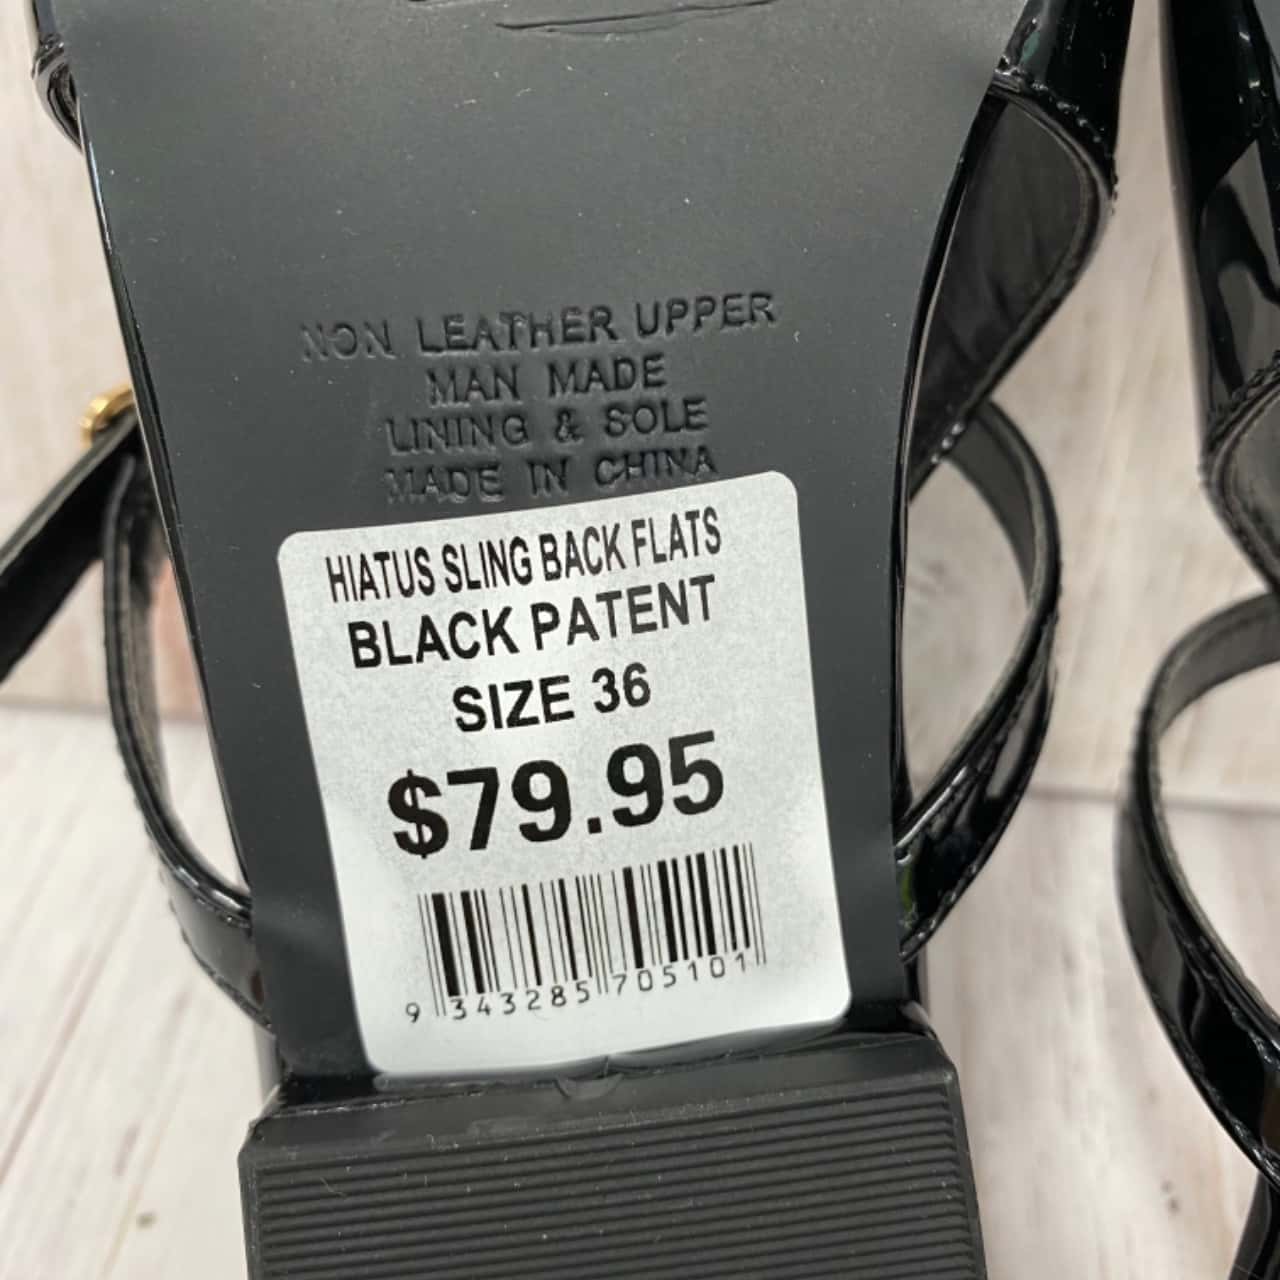 NON LEATHER UPPER
MAN MADE
LINING & SOLE
MADE IN CHINA
HIATUS SLING BACK FLATS
BLACK PATENT
SIZE 36
$79.95
9 343285 705101